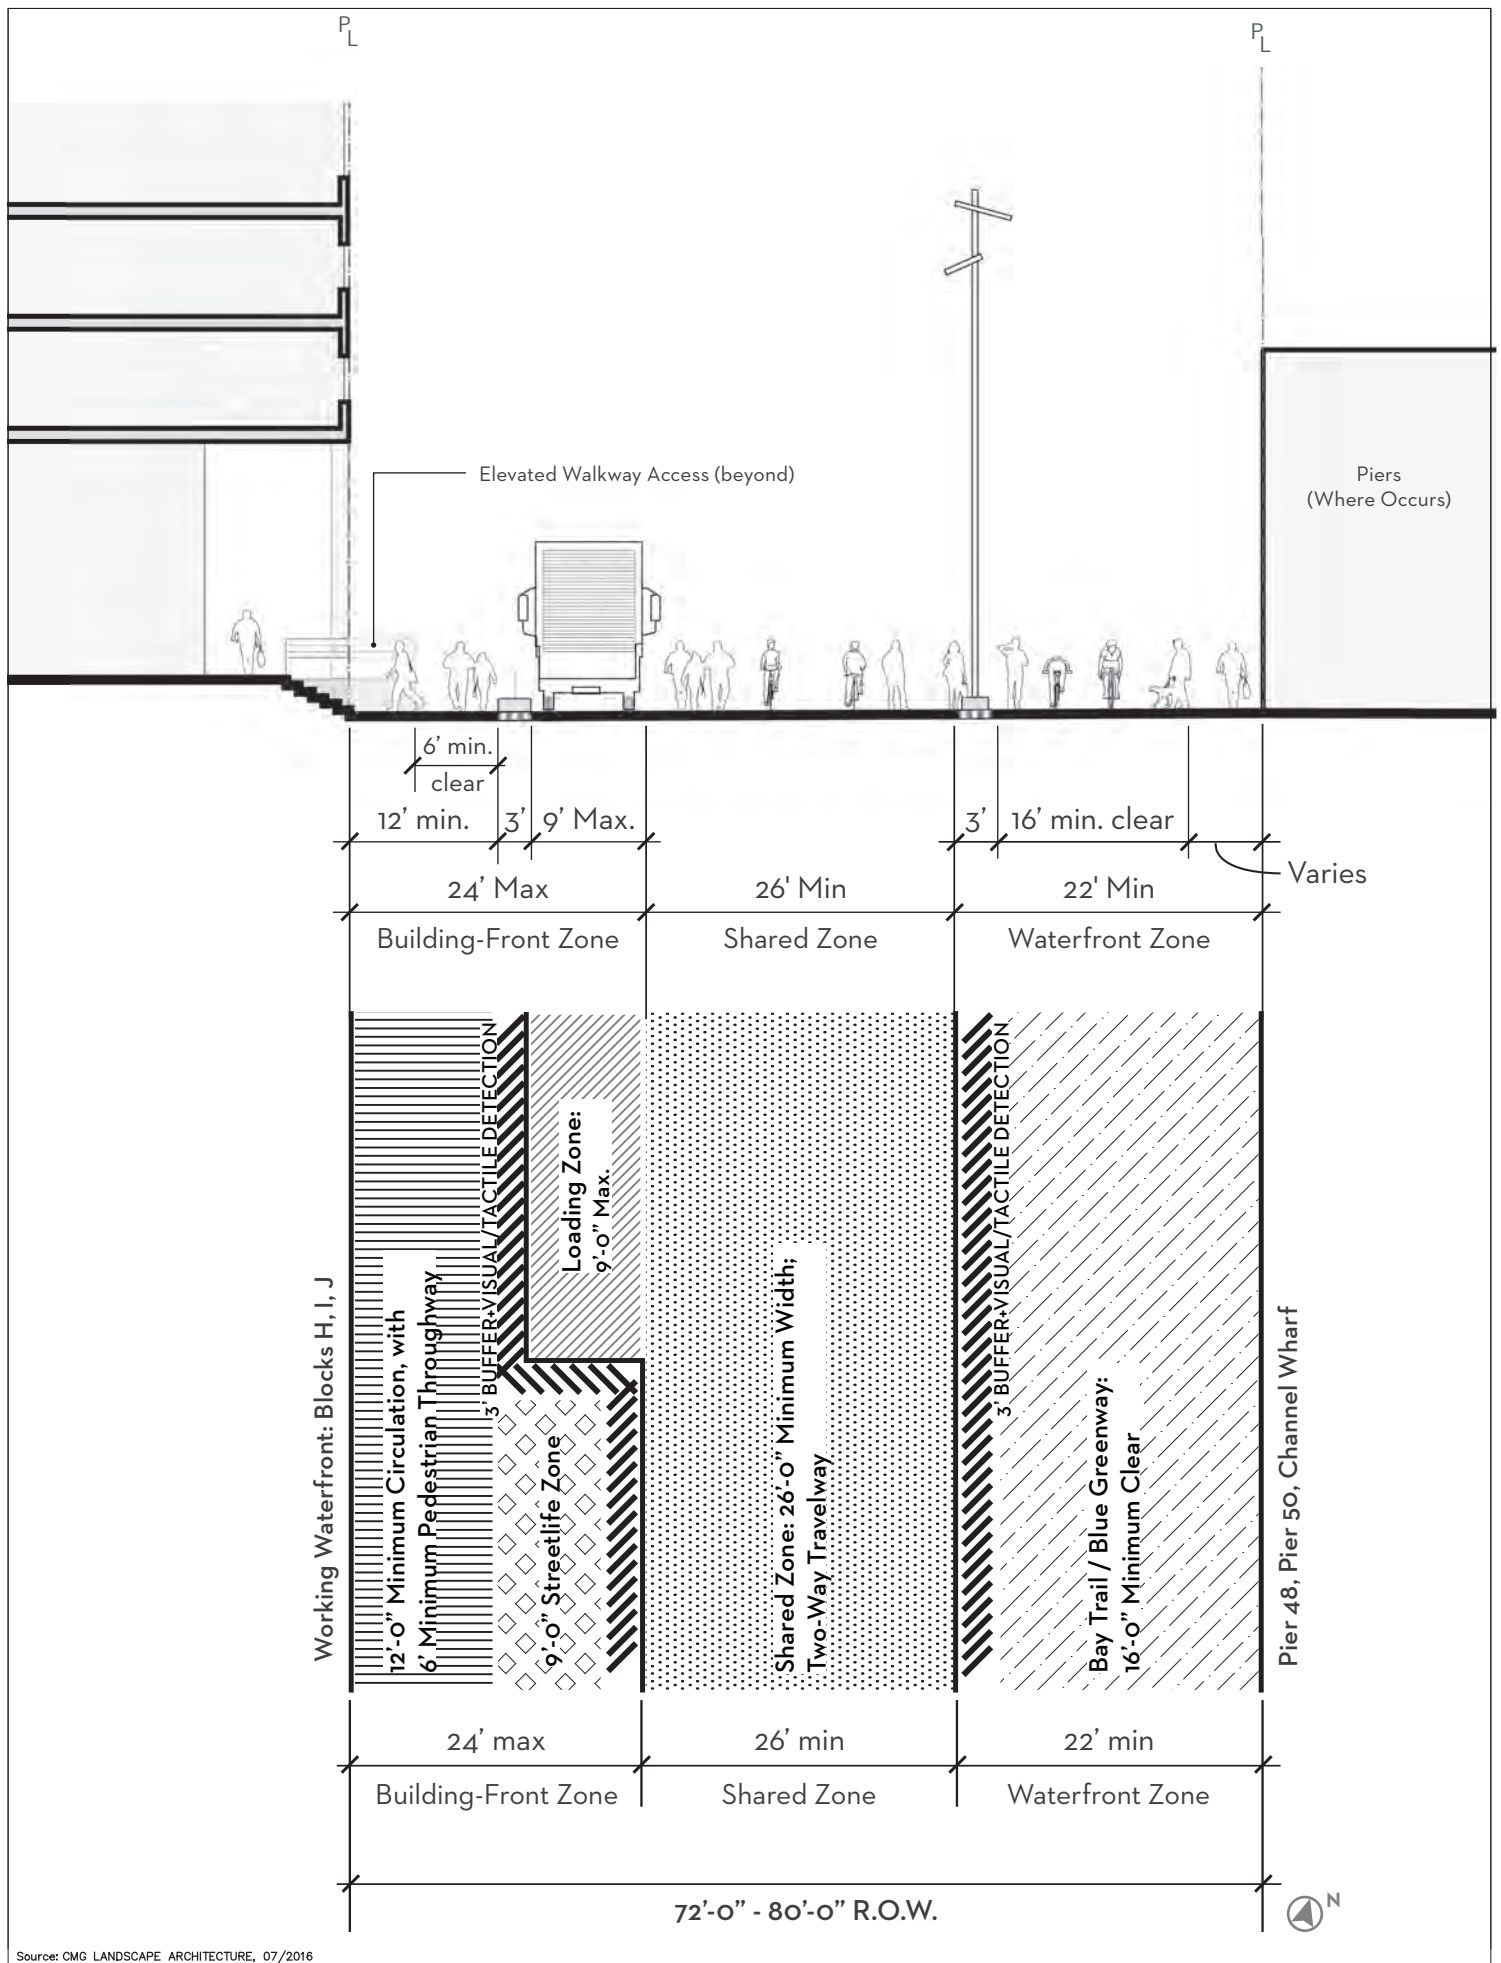 PL
PL
Elevated Walkway Access (beyond)
Piers
(Where Occurs)
6’ min.
clear
12’ min.
3’
9’ Max.
3’
16’ min. clear
Varies
24’ Max
26' Min
22' Min
Building-Front Zone
Shared Zone
Waterfront Zone
Working Waterfront: Blocks H, I, J
12’-0” Minimum Circulation, with
6’ Minimum Pedestrian Throughway
3’ BUFFER+VISUAL/TACTILE DETECTION
Loading Zone:
9’-0” Max.
9’-0” Streetlife Zone
Shared Zone: 26’-0” Minimum Width;
Two-Way Travelway
3’ BUFFER+VISUAL/TACTILE DETECTION
Bay Trail / Blue Greenway:
16’-0” Minimum Clear
Pier 48, Pier 50, Channel Wharf
24’ max
26’ min
22’ min
Building-Front Zone
Shared Zone
Waterfront Zone
72’-0” - 80’-0” R.O.W.
N
Source: CMG LANDSCAPE ARCHITECTURE, 07/2016